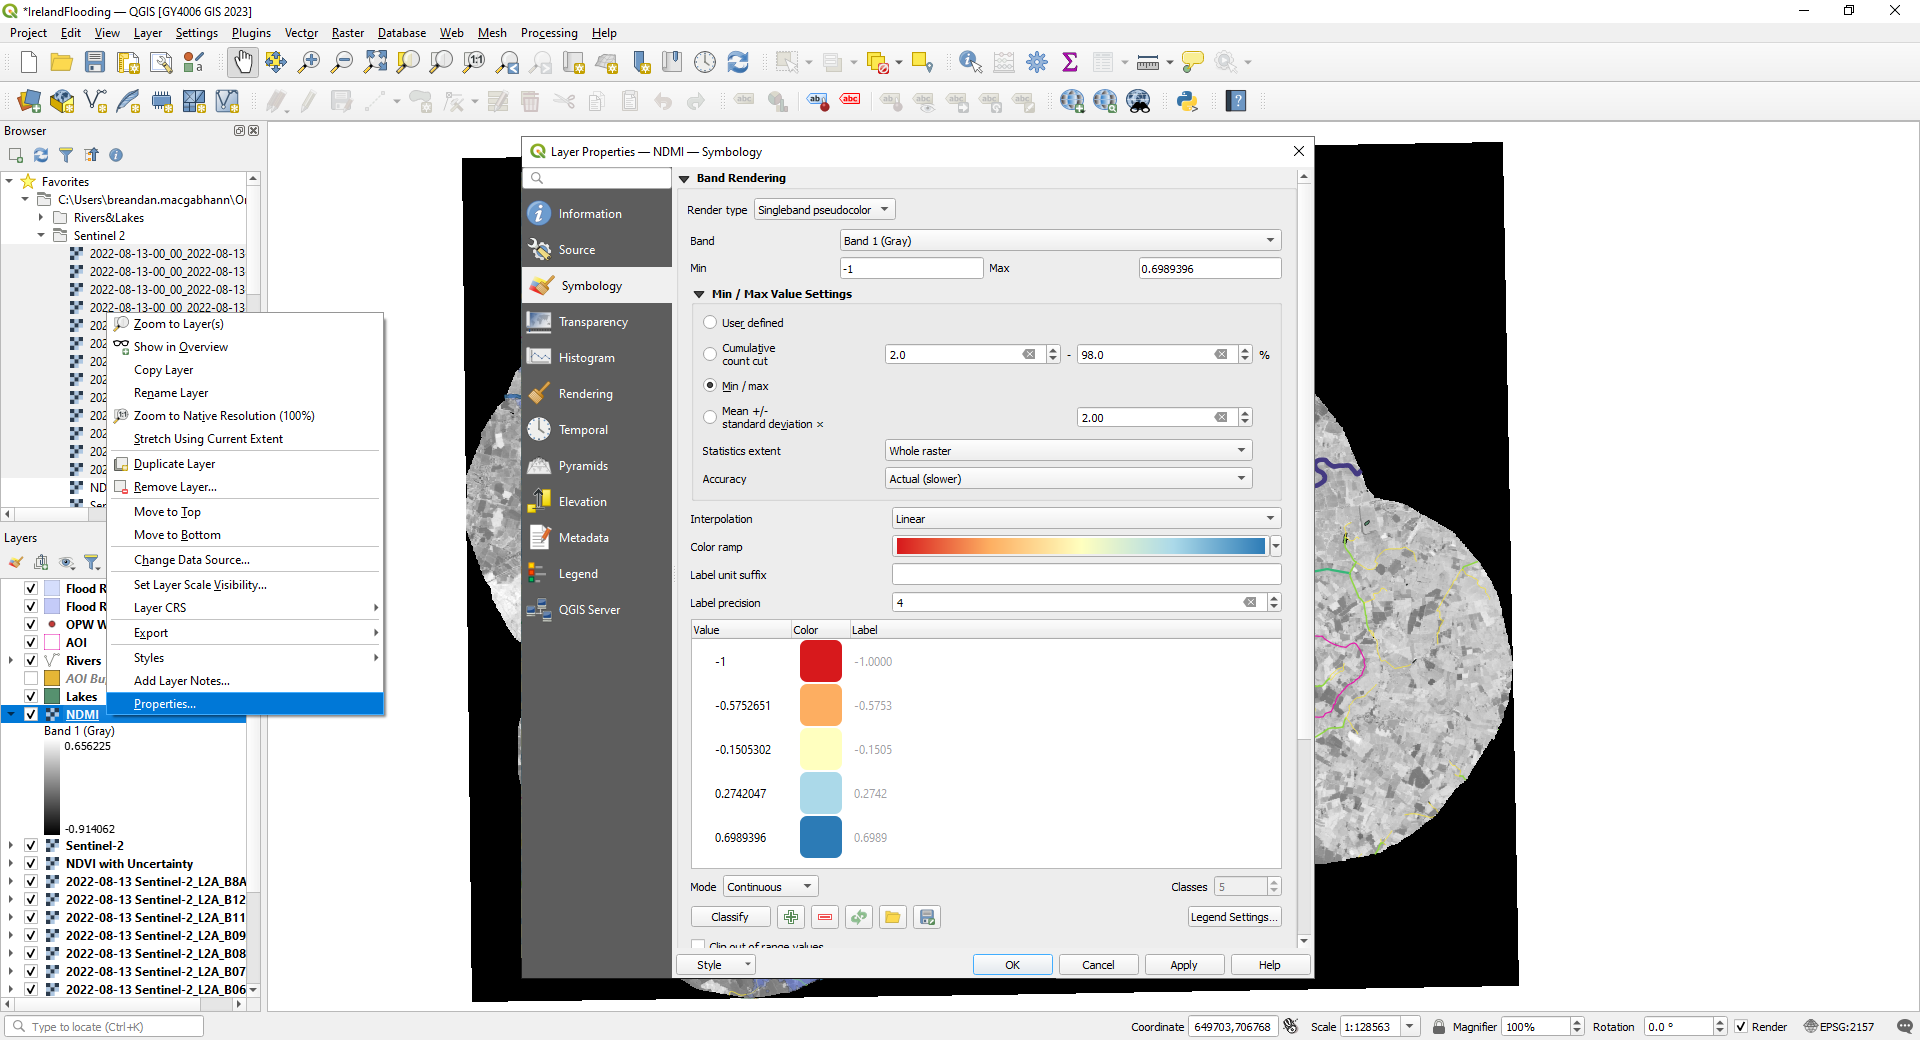 *IrelandFlooding — QGIS [GY4006 GIS 2023]
Project Edit View Layer Settings Plugins Vector Raster Database Web Mesh Processing Help
Browser
Favorites
C:\Users\breandan.macgabhann\Or
Rivers&Lakes
Sentinel 2
2022-08-13-00_00_2022-08-13
2022-08-13-00_00_2022-08-13
2022-08-13-00_00_2022-08-13
2022-08-13-00_00_2022-08-13
202
202
202
202
202
202
202
202
202
ND
Ser
Zoom to Layer(s)
Show in Overview
Copy Layer
Rename Layer
Zoom to Native Resolution (100%)
Stretch Using Current Extent
Duplicate Layer
Remove Layer...
Move to Top
Move to Bottom
Change Data Source...
Set Layer Scale Visibility...
Layer CRS
Export
Styles
Add Layer Notes...
Properties...
Layers
Flood R
Flood R
OPW W
AOI
Rivers
AOI Bu
Lakes
NDMI
Band 1 (Gray)
0.656225
-0.914062
Sentinel-2
NDVI with Uncertainty
2022-08-13 Sentinel-2_L2A_B8A
2022-08-13 Sentinel-2_L2A_B12
2022-08-13 Sentinel-2_L2A_B11
2022-08-13 Sentinel-2_L2A_B09
2022-08-13 Sentinel-2_L2A_B08
2022-08-13 Sentinel-2_L2A_B07
2022-08-13 Sentinel-2_L2A_B06
Layer Properties — NDMI — Symbology
Information
Source
Symbology
Transparency
Histogram
Rendering
Temporal
Pyramids
Elevation
Metadata
Legend
QGIS Server
Band Rendering
Render type Singleband pseudocolor
Band Band 1 (Gray)
Min -1 Max 0.6989396
Min / Max Value Settings
User defined
Cumulative
count cut 2.0 - 98.0 %
Min / max
Mean +/-
standard deviation × 2.00
Statistics extent Whole raster
Accuracy Actual (slower)
Interpolation Linear
Color ramp
Label unit suffix
Label precision 4
Value Color Label
-1 -1.0000
-0.5752651 -0.5753
-0.1505302 -0.1505
0.2742047 0.2742
0.6989396 0.6989
Mode Continuous Classes 5
Classify Legend Settings...
Clip out of range values
Style OK Cancel Apply Help
Type to locate (Ctrl+K) Coordinate 649703,706768 Scale 1:128563 Magnifier 100% Rotation 0.0 ° Render EPSG:2157